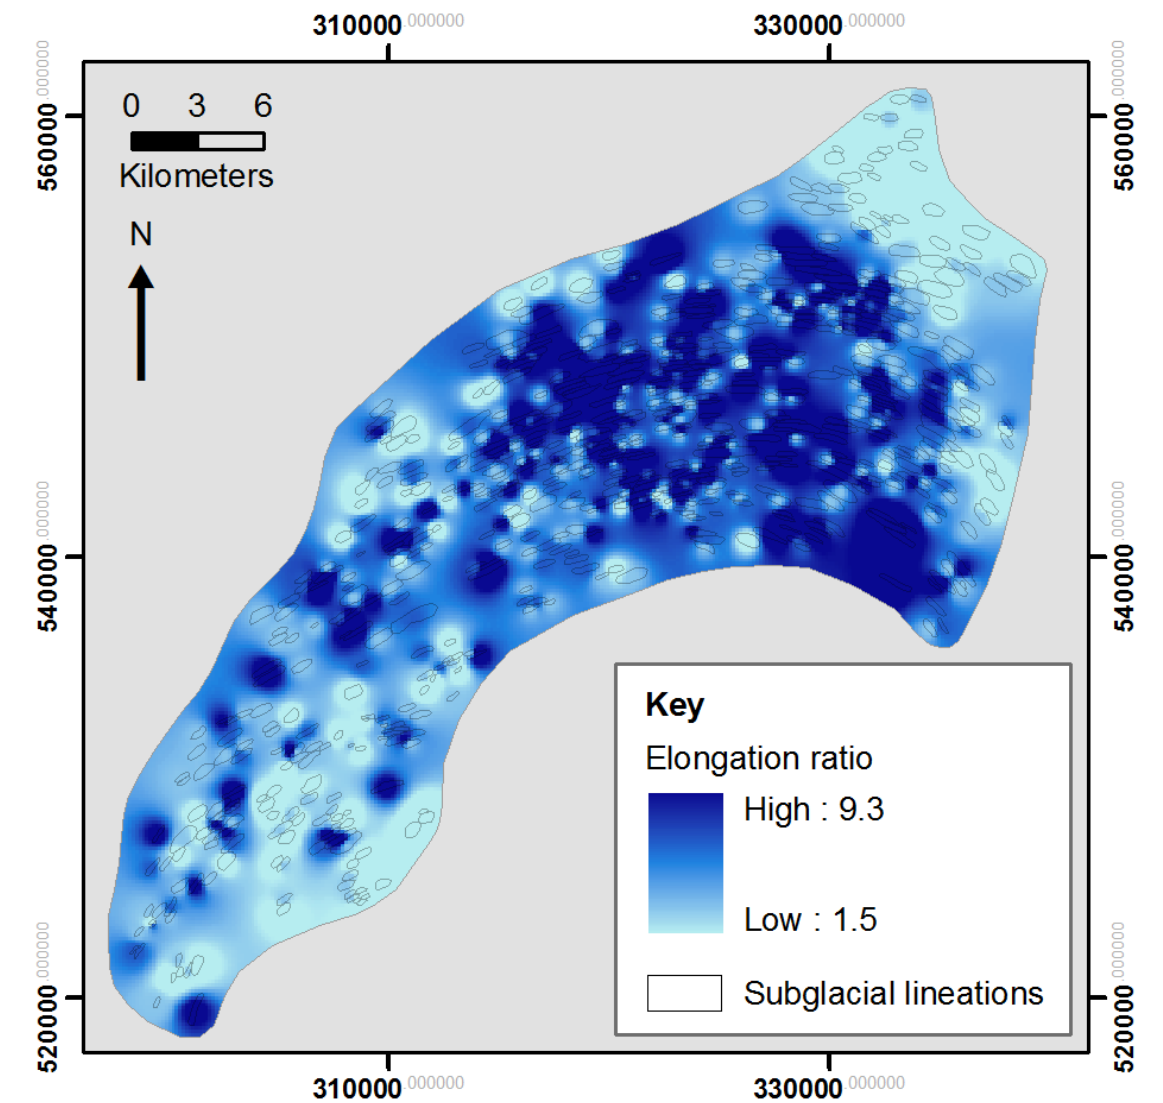 310000.000000 330000.000000
560000.000000
560000.000000
0 3 6
Kilometers
N
540000.000000
540000.000000
Key
Elongation ratio
High : 9.3
Low : 1.5
Subglacial lineations
520000.000000
520000.000000
310000.000000 330000.000000